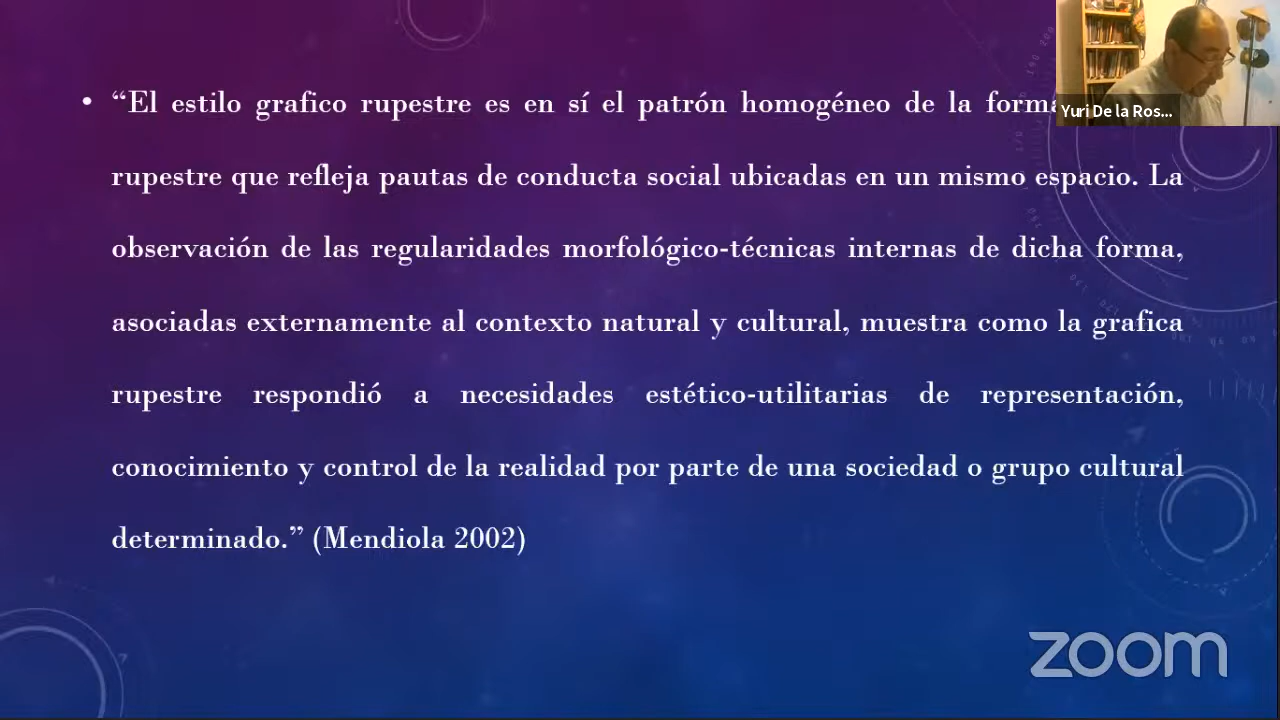 • “El estilo grafico rupestre es en sí el patrón homogéneo de la forma
Yuri De la Ros...
rupestre que refleja pautas de conducta social ubicadas en un mismo espacio. La
observación de las regularidades morfológico-técnicas internas de dicha forma,
asociadas externamente al contexto natural y cultural, muestra como la grafica
rupestre respondió a necesidades estético-utilitarias de representación,
conocimiento y control de la realidad por parte de una sociedad o grupo cultural
determinado.” (Mendiola 2002)
zoom